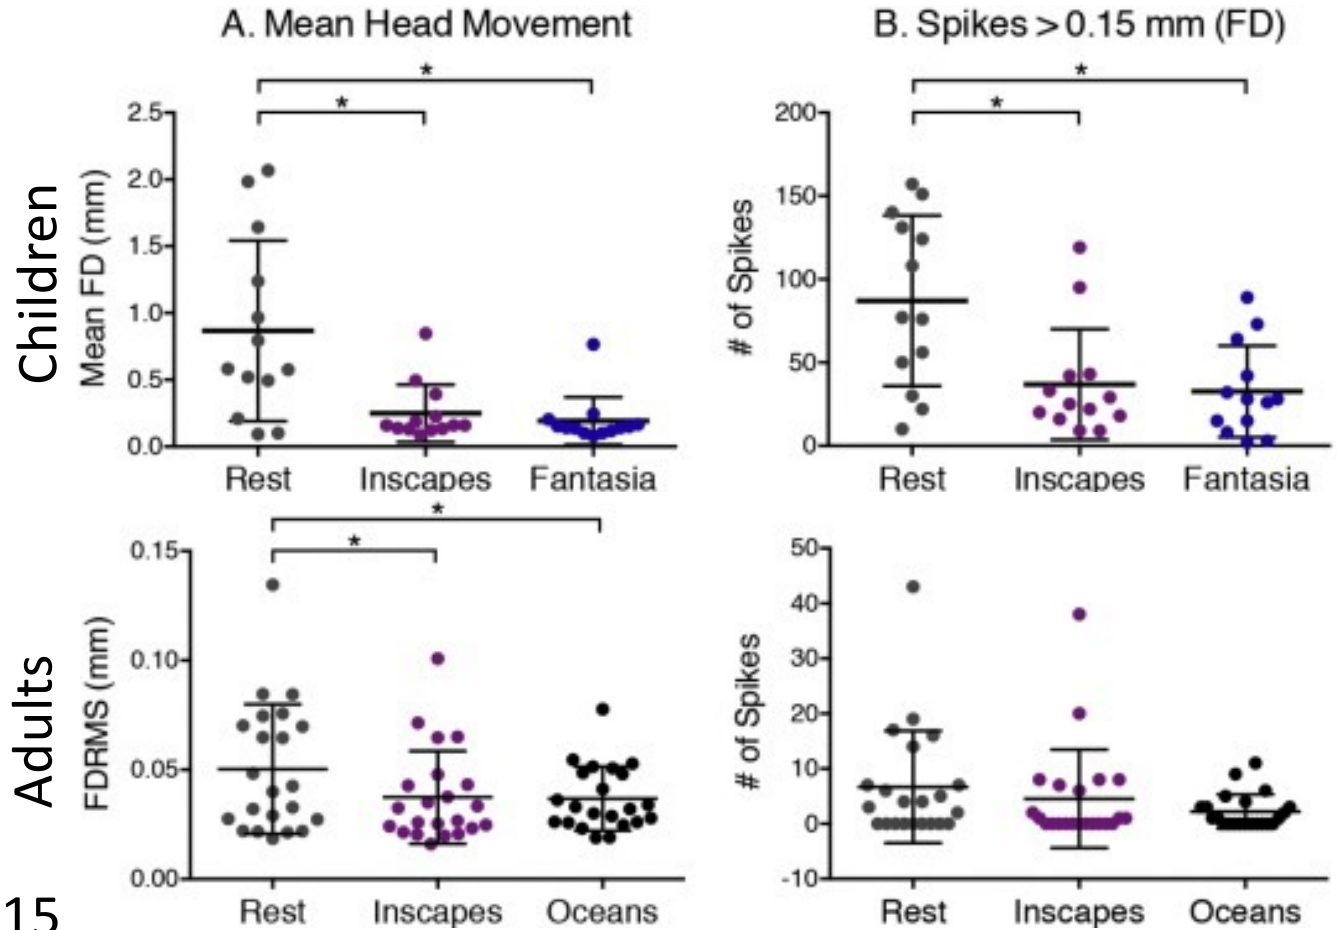 A. Mean Head Movement
B. Spikes > 0.15 mm (FD)
Children
Mean FD (mm)
2.5
2.0
1.5
1.0
0.5
0.0
*
*
Rest Inscapes Fantasia
# of Spikes
200
150
100
50
0
*
*
Rest Inscapes Fantasia
Adults
FDRMS (mm)
0.15
0.10
0.05
0.00
*
*
Rest Inscapes Oceans
# of Spikes
50
40
30
20
10
0
-10
Rest Inscapes Oceans
15